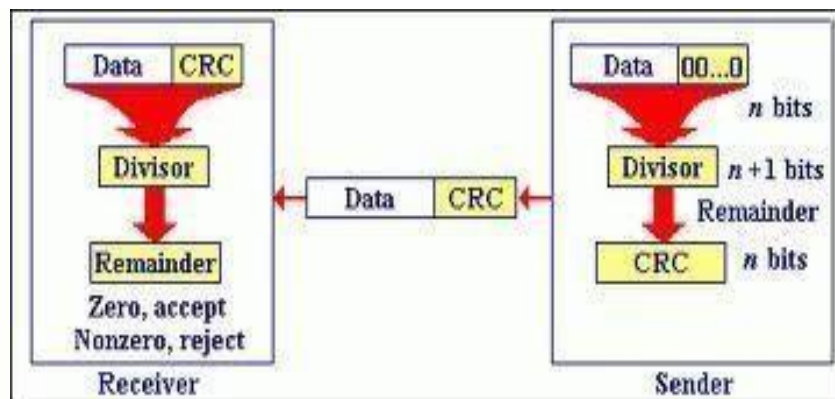 Data CRC
Divisor
Remainder
Zero, accept
Nonzero, reject
Receiver
Data CRC
Data 00...0
n bits
Divisor n+1 bits
Remainder
CRC n bits
Sender